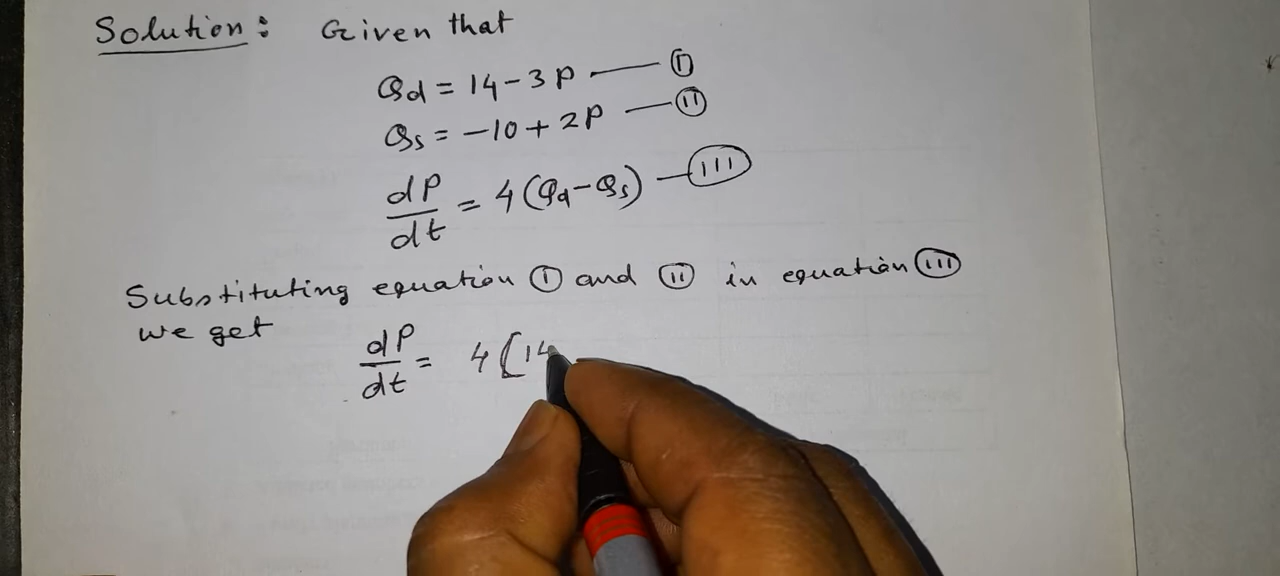 Solution: Given that
Qd = 14 - 3P — (I)
Qs = -10 + 2P — (II)
dP/dt = 4(Qd - Qs) — (III)
Substituting equation (I) and (II) in equation (III)
we get
dP/dt = 4[14